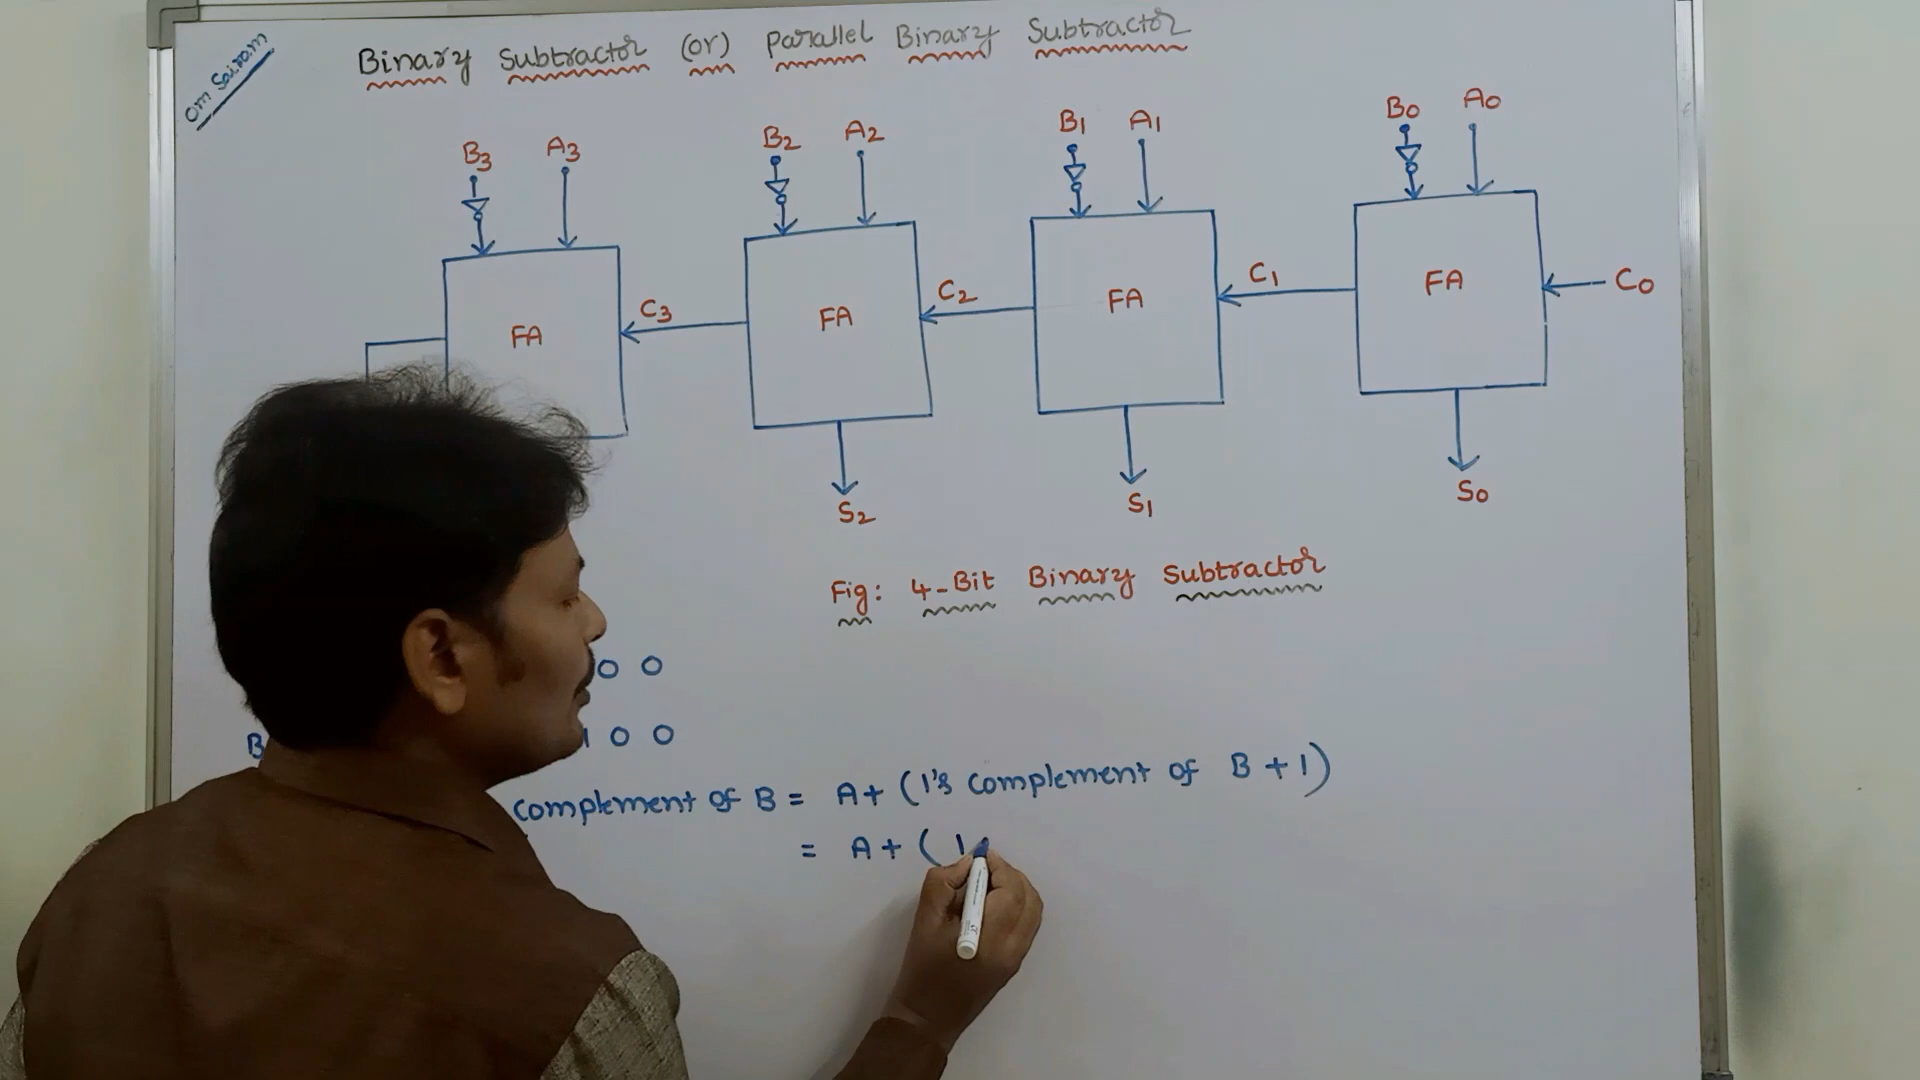 Om Sairam
Binary Subtractor (or) Parallel Binary Subtractor
B3 A3 B2 A2 B1 A1 B0 A0
FA C3 FA C2 FA C1 FA C0
S2 S1 S0
Fig: 4-Bit Binary Subtractor
0 0
B 1 0 0
complement of B = A + (1's complement of B + 1)
= A + ( 1